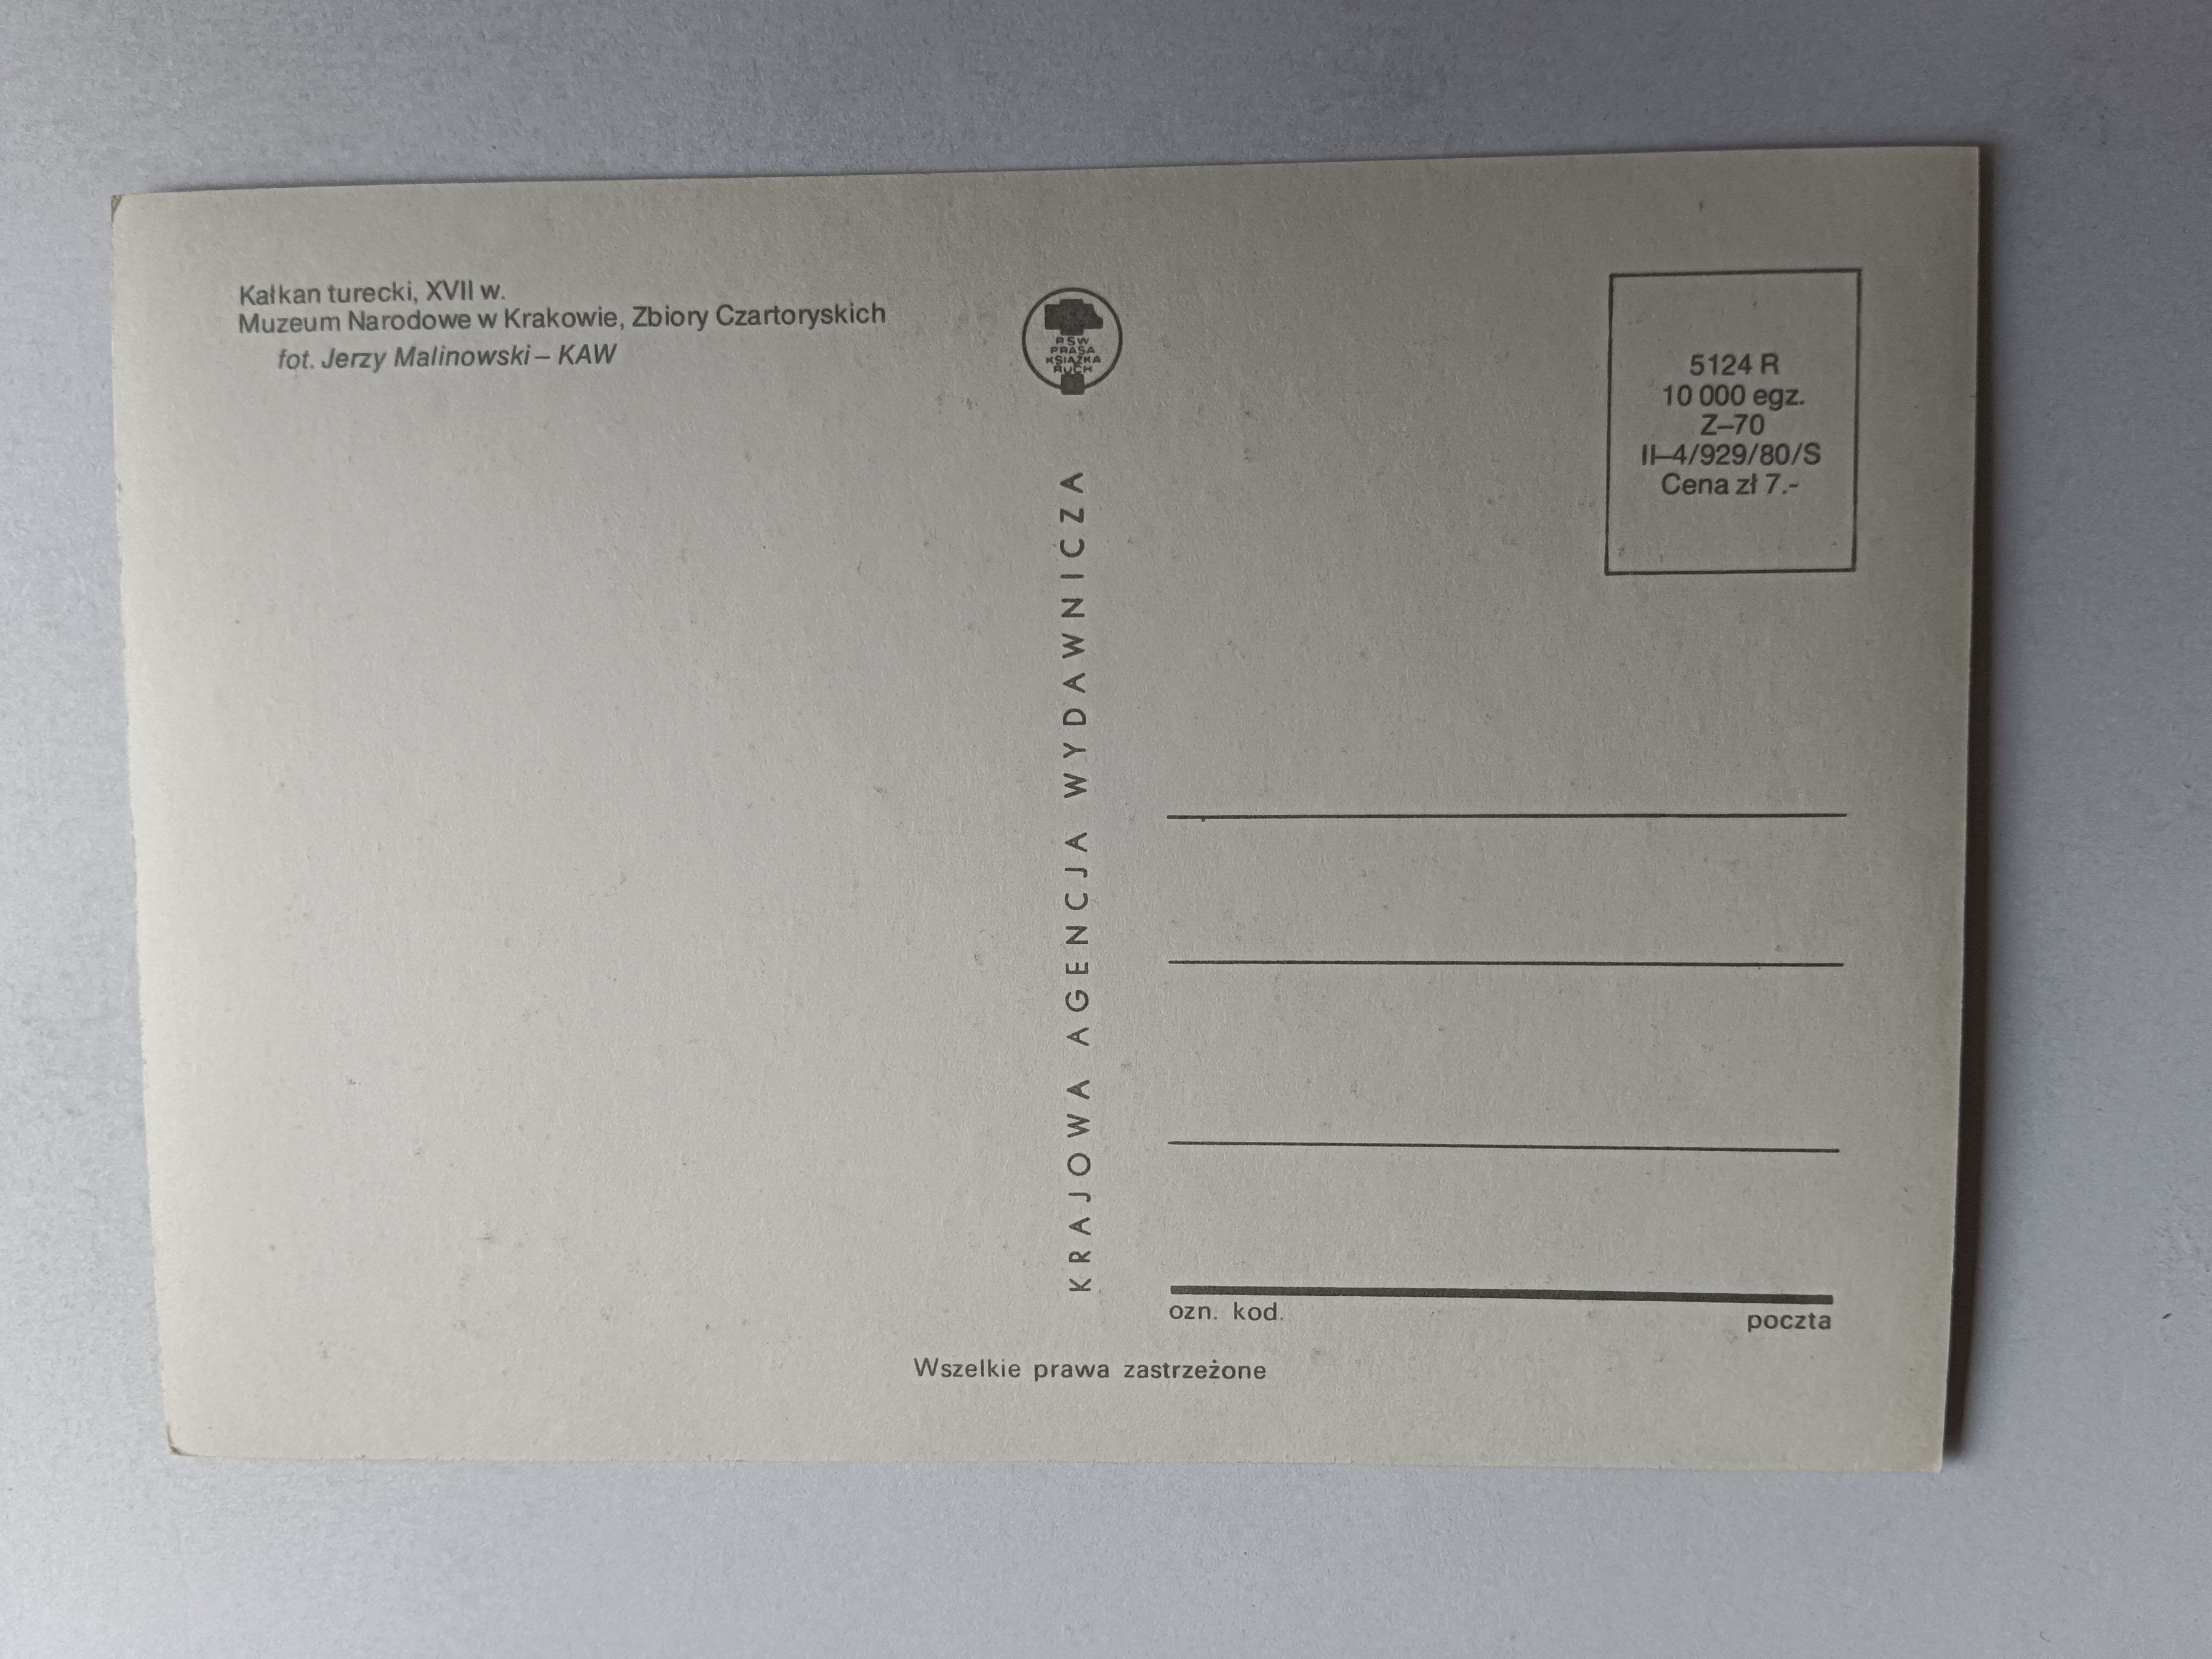 Kałkan turecki, XVII w.
Muzeum Narodowe w Krakowie, Zbiory Czartoryskich
fot. Jerzy Malinowski – KAW
RSW
PRASA
KSIĄŻKA
RUCH
KRAJOWA AGENCJA WYDAWNICZA
5124 R
10 000 egz.
Z–70
II–4/929/80/S
Cena zł 7.-
ozn. kod. poczta
Wszelkie prawa zastrzeżone